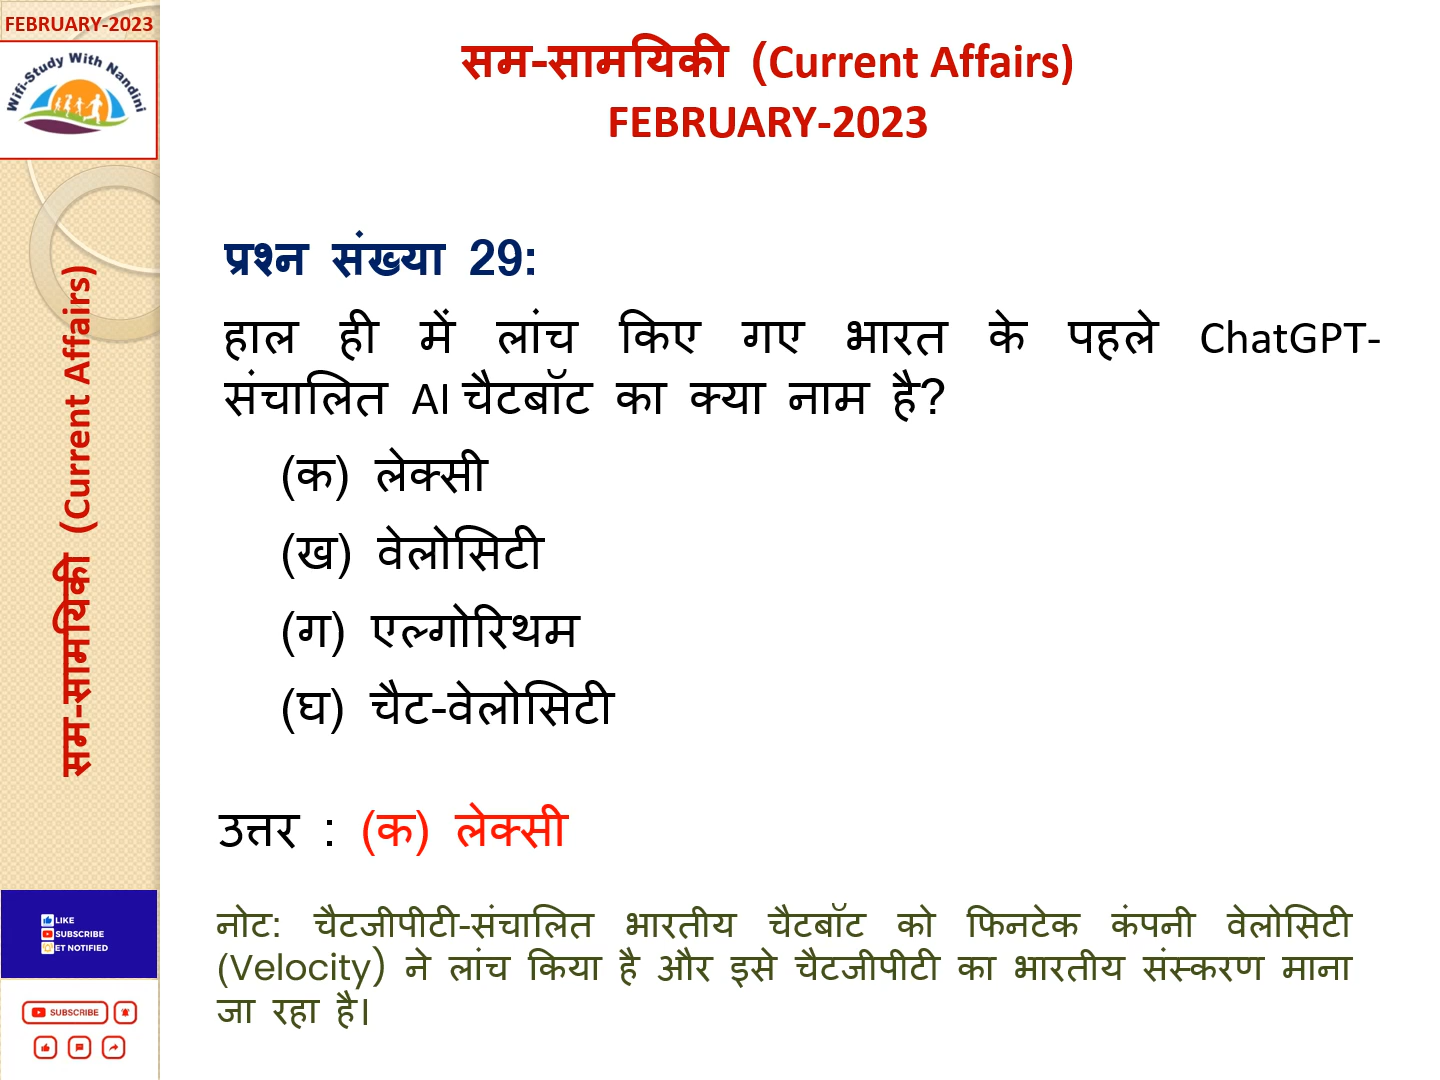 FEBRUARY-2023
Wifi-Study With Nandini
सम-सामयिकी (Current Affairs)
सम-सामयिकी (Current Affairs)
FEBRUARY-2023
प्रश्न संख्या 29:
हाल ही में लांच किए गए भारत के पहले ChatGPT-
संचालित AI चैटबॉट का क्या नाम है?
(क) लेक्सी
(ख) वेलोसिटी
(ग) एल्गोरिथम
(घ) चैट-वेलोसिटी
उत्तर : (क) लेक्सी
नोट: चैटजीपीटी-संचालित भारतीय चैटबॉट को फिनटेक कंपनी वेलोसिटी
(Velocity) ने लांच किया है और इसे चैटजीपीटी का भारतीय संस्करण माना
जा रहा है।
LIKE
SUBSCRIBE
ET NOTIFIED
SUBSCRIBE